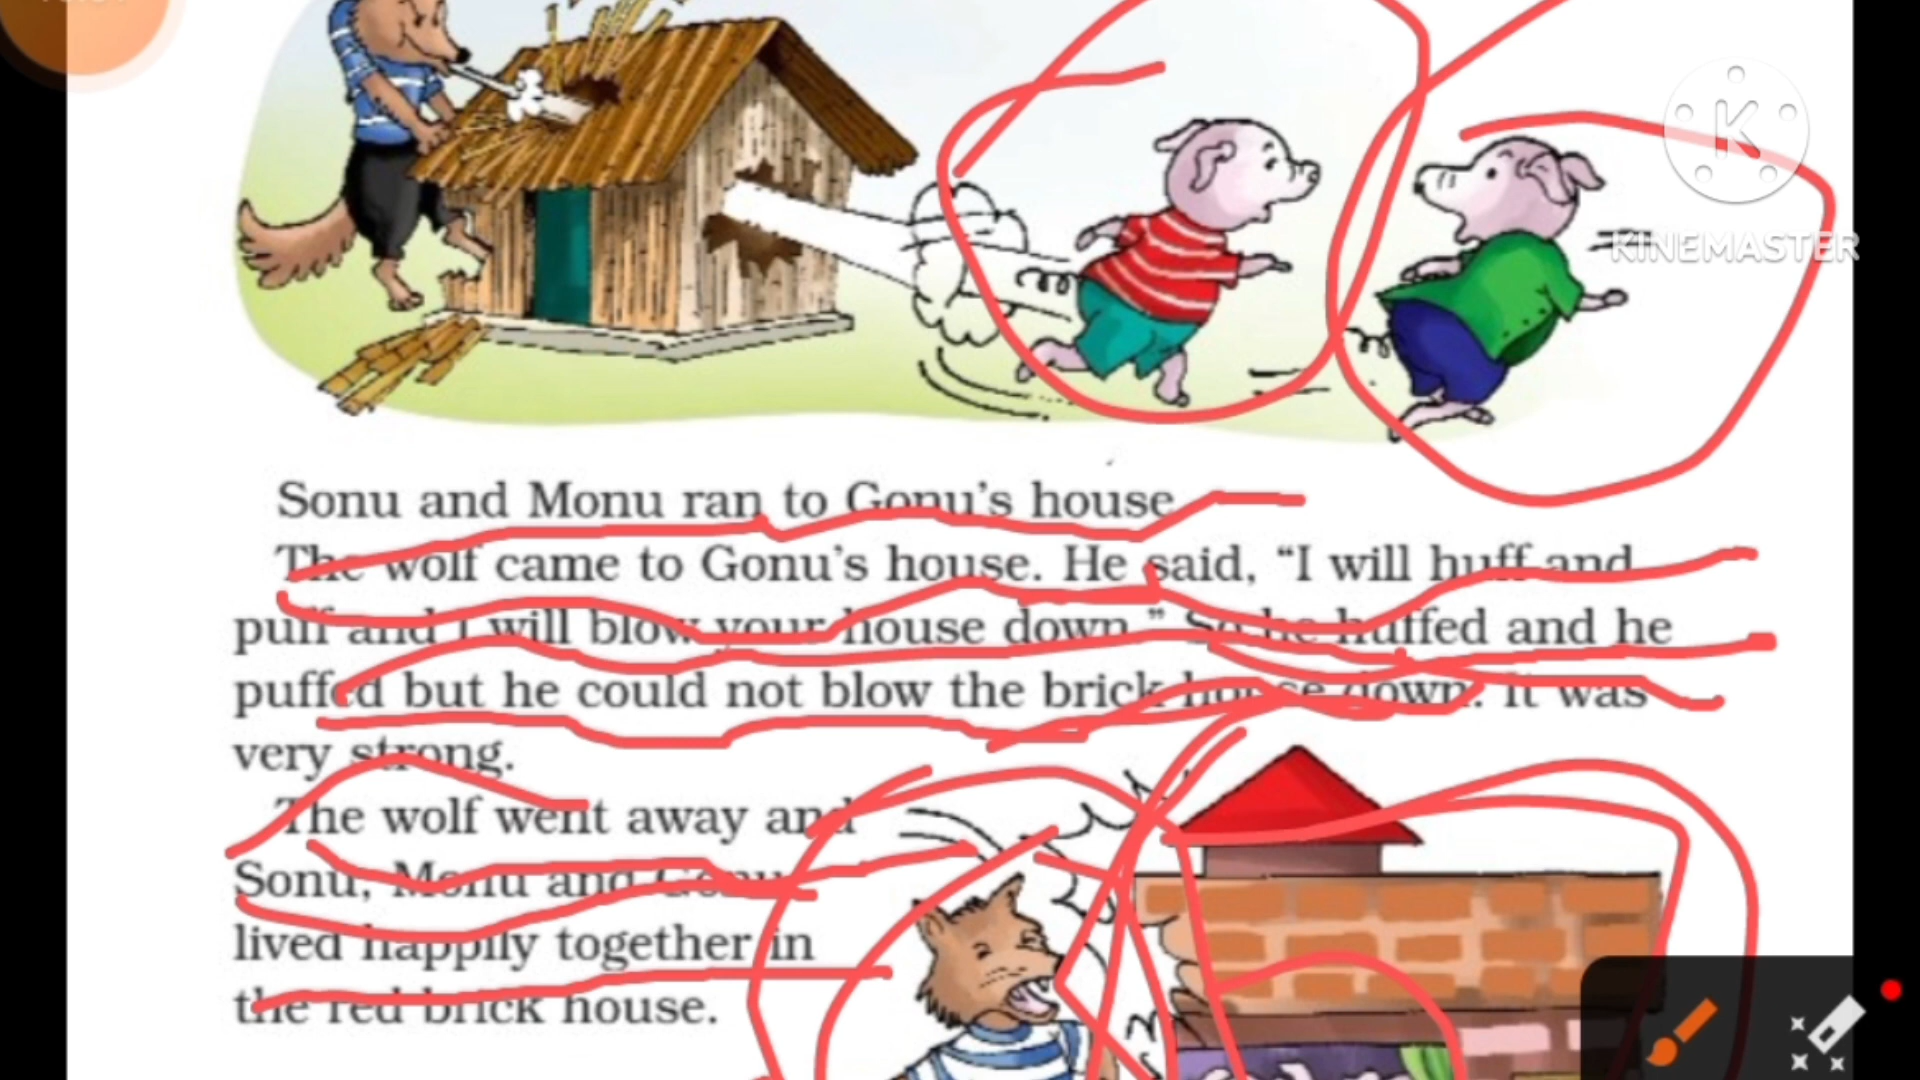 KINEMASTER
Sonu and Monu ran to Gonu's house
The wolf came to Gonu's house. He said, “I will huff and
puff and I will blow your house down.” So he huffed and he
puffed but he could not blow the brick house down. It was
very strong.
The wolf went away and
Sonu, Monu and Gonu
lived happily together in
the red brick house.